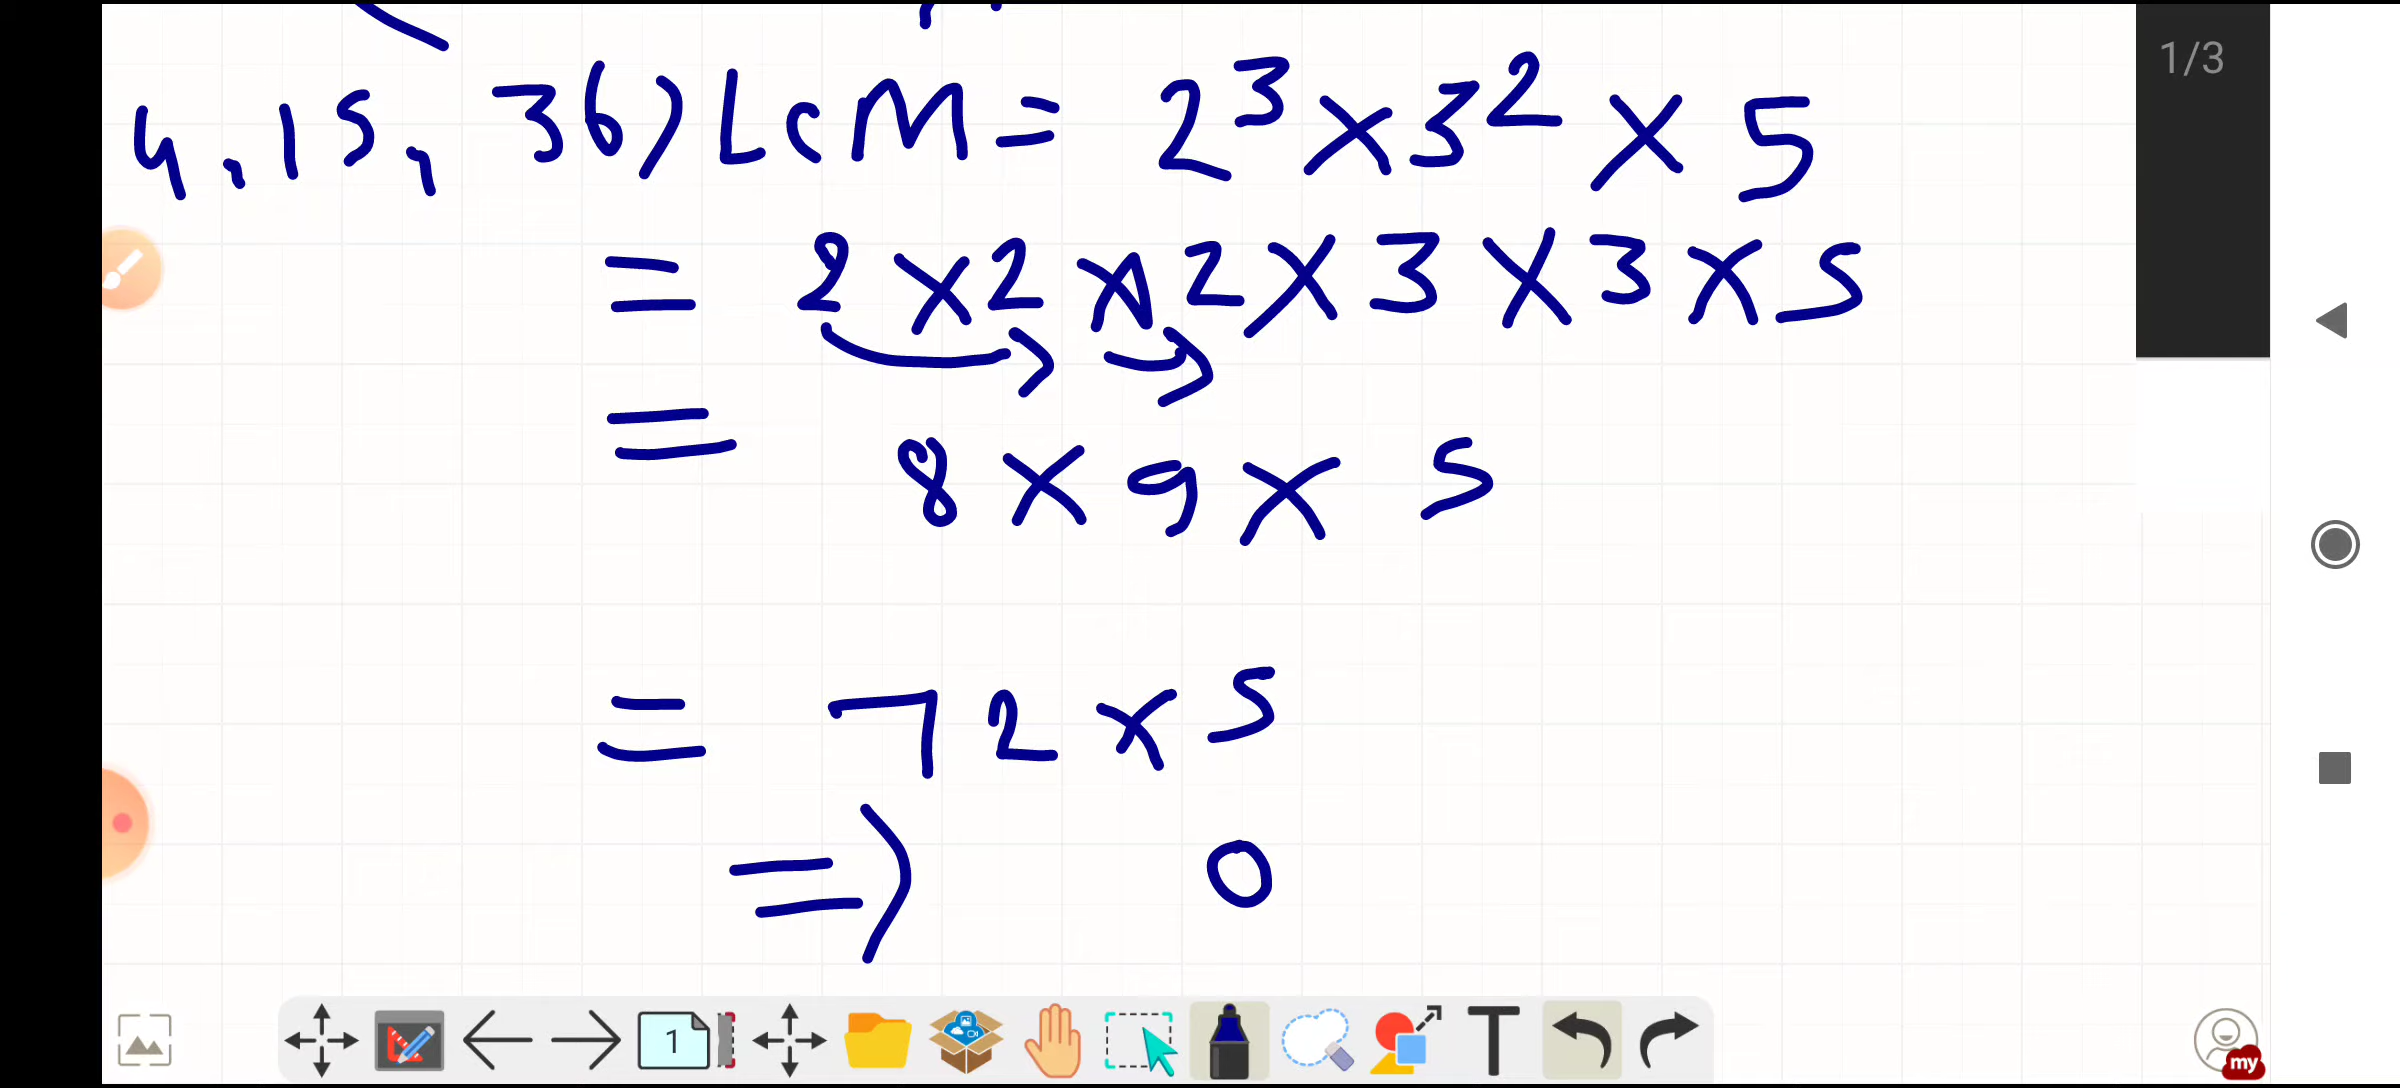 1/3
4, 15, 36) LCM = 2³ x 3² x 5
= 2 x 2 x 2 x 3 x 3 x 5
= 8 x 9 x 5
= 72 x 5
=> 0
1
T
my